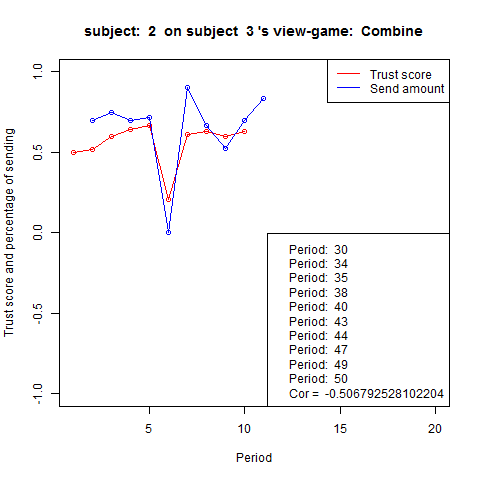 subject: 2 on subject 3 's view-game: Combine
Trust score
Send amount
Trust score and percentage of sending
1.0
0.5
0.0
-0.5
-1.0
Period: 30
Period: 34
Period: 35
Period: 38
Period: 40
Period: 43
Period: 44
Period: 47
Period: 49
Period: 50
Cor = -0.506792528102204
5 10 15 20
Period